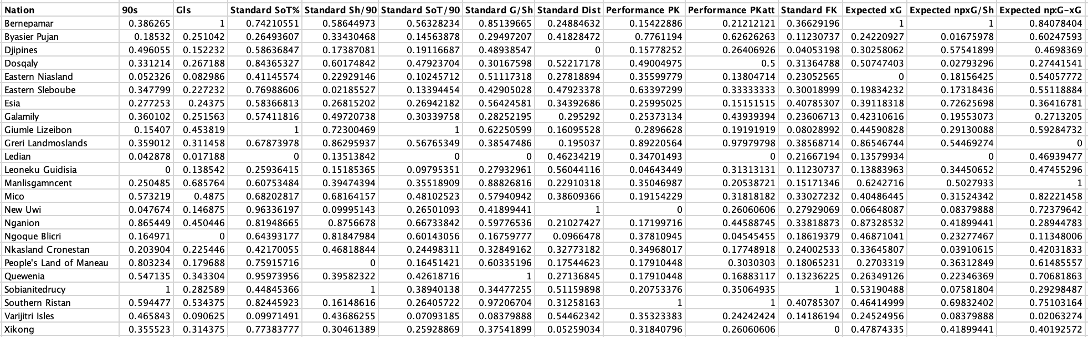 Nation 90s Gls Standard SoT% Standard Sh/90 Standard SoT/90 Standard G/Sh Standard Dist Performance PK Performance PKatt Standard FK Expected xG Expected npxG/Sh Expected npG-xG
Bernepamar 0.386265 1 0.74210551 0.58644973 0.56328234 0.85139665 0.24884632 0.15422886 0.21212121 0.36629196 1 1 0.84078404
Byasier Pujan 0.18532 0.251042 0.26493607 0.33430468 0.14563878 0.29497207 0.41828472 0.7761194 0.62626263 0.11230737 0.24220927 0.01675978 0.60247593
Djipines 0.496055 0.152232 0.58636847 0.17387081 0.19116687 0.48938547 0 0.15778252 0.26406926 0.04053198 0.30258062 0.57541899 0.4698369
Dosqaly 0.331214 0.267188 0.84365327 0.60174842 0.47923704 0.30167598 0.52217178 0.49004975 0.5 0.31364788 0.50747403 0.02793296 0.27441541
Eastern Niasland 0.052326 0.082986 0.41145574 0.22929146 0.10245712 0.51117318 0.27818894 0.35599779 0.13804714 0.23052565 0 0.18156425 0.54057772
Eastern Sleboube 0.347799 0.227232 0.76988606 0.02185527 0.13394454 0.42905028 0.47923378 0.63397299 0.33333333 0.30018999 0.19834232 0.17318436 0.55118884
Esia 0.277253 0.24375 0.58366813 0.26815202 0.26942182 0.56424581 0.34392686 0.25995025 0.15151515 0.40785307 0.39118318 0.72625698 0.36416781
Galamily 0.360102 0.251563 0.57411816 0.49720738 0.30339758 0.28252195 0.295292 0.25373134 0.43939394 0.23606713 0.42310616 0.19553073 0.2713205
Giumle Lizeibon 0.15407 0.453819 1 0.72300469 1 0.62250599 0.16095528 0.2896628 0.19191919 0.08028992 0.44590828 0.29130088 0.59284732
Greri Landmoslands 0.359012 0.311458 0.67873978 0.86295937 0.56765349 0.38547486 0.195037 0.89220564 0.97979798 0.38568714 0.86546744 0.54469274 0
Ledian 0.042878 0.017188 0 0.13513842 0 0 0.46234219 0.34701493 0 0.21667194 0.13579934 0 0.46939477
Leoneku Guidisia 0 0.138542 0.25936415 0.15185365 0.09795351 0.27932961 0.56044116 0.04643449 0.31313131 0.11230737 0.13883963 0.34450652 0.47455296
Manlisgamncent 0.250485 0.685764 0.60753484 0.39474394 0.35518909 0.88826816 0.22910318 0.35046987 0.20538721 0.15171346 0.6242716 0.5027933 1
Mico 0.573219 0.4875 0.68202817 0.68164157 0.48102523 0.57940942 0.38609366 0.19154229 0.31818182 0.33027232 0.40486445 0.31524342 0.82221458
New Uwi 0.047674 0.146875 0.96336197 0.09995143 0.26501093 0.41899441 1 0 0.26060606 0.27929069 0.06648087 0.08379888 0.72379642
Nganion 0.865449 0.450446 0.81948665 0.8756678 0.66733842 0.59776536 0.21027427 0.17199716 0.44588745 0.33818873 0.87328532 0.41899441 0.28944783
Ngoque Blicri 0.164971 0 0.64393177 0.81847984 0.60143056 0.16759777 0.0966478 0.37810945 0.04545455 0.18619379 0.46871041 0.23277467 0.11348006
Nkasland Cronestan 0.203904 0.225446 0.42170055 0.46818844 0.24498311 0.32849162 0.32773182 0.34968017 0.17748918 0.24002533 0.33645807 0.03910615 0.42031833
People's Land of Maneau 0.803234 0.179688 0.75915716 0 0.16451421 0.60335196 0.17544623 0.17910448 0.3030303 0.18065231 0.2703319 0.36312849 0.61485557
Quewenia 0.547135 0.343304 0.95973956 0.39582322 0.42618716 1 0.27136845 0.17910448 0.16883117 0.13236225 0.26349126 0.22346369 0.70681863
Sobianitedrucy 1 0.282589 0.44845366 1 0.38940138 0.34477255 0.51159898 0.20753376 0.35064935 1 0.53190488 0.07581804 0.29298487
Southern Ristan 0.594477 0.534375 0.82445923 0.16148616 0.26405722 0.97206704 0.31258163 1 1 0.40785307 0.46414999 0.69832402 0.75103164
Varijitri Isles 0.465843 0.090625 0.09971491 0.43686255 0.07093185 0.08379888 0.54462342 0.35323383 0.24242424 0.14186194 0.24524956 0.08379888 0.02063274
Xikong 0.355523 0.314375 0.77383777 0.30461389 0.25928869 0.37541899 0.05259034 0.31840796 0.26060606 0 0.47874335 0.41899441 0.40192572